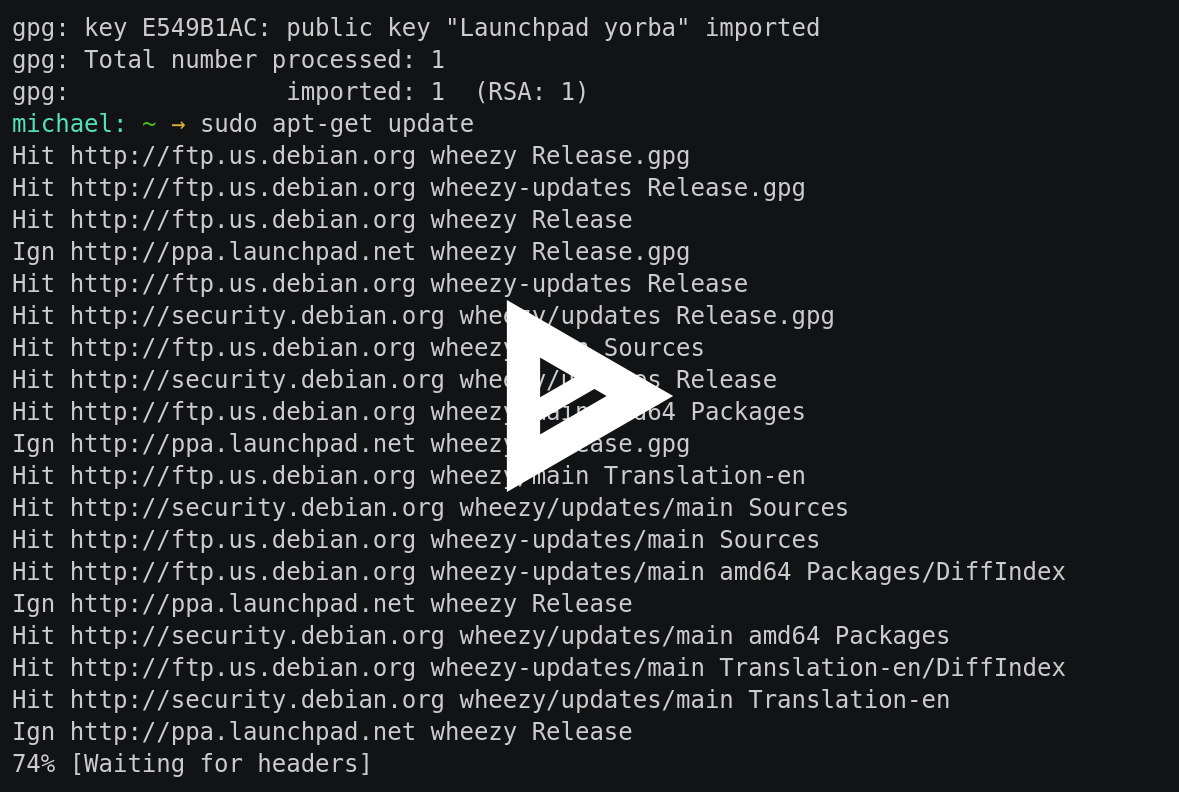 gpg: key E549B1AC: public key "Launchpad yorba" imported
gpg: Total number processed: 1
gpg:               imported: 1  (RSA: 1)
michael: ~ → sudo apt-get update
Hit http://ftp.us.debian.org wheezy Release.gpg
Hit http://ftp.us.debian.org wheezy-updates Release.gpg
Hit http://ftp.us.debian.org wheezy Release
Ign http://ppa.launchpad.net wheezy Release.gpg
Hit http://ftp.us.debian.org wheezy-updates Release
Hit http://security.debian.org wheezy/updates Release.gpg
Hit http://ftp.us.debian.org wheezy/main Sources
Hit http://security.debian.org wheezy/updates Release
Hit http://ftp.us.debian.org wheezy/main amd64 Packages
Ign http://ppa.launchpad.net wheezy Release.gpg
Hit http://ftp.us.debian.org wheezy/main Translation-en
Hit http://security.debian.org wheezy/updates/main Sources
Hit http://ftp.us.debian.org wheezy-updates/main Sources
Hit http://ftp.us.debian.org wheezy-updates/main amd64 Packages/DiffIndex
Ign http://ppa.launchpad.net wheezy Release
Hit http://security.debian.org wheezy/updates/main amd64 Packages
Hit http://ftp.us.debian.org wheezy-updates/main Translation-en/DiffIndex
Hit http://security.debian.org wheezy/updates/main Translation-en
Ign http://ppa.launchpad.net wheezy Release
74% [Waiting for headers]